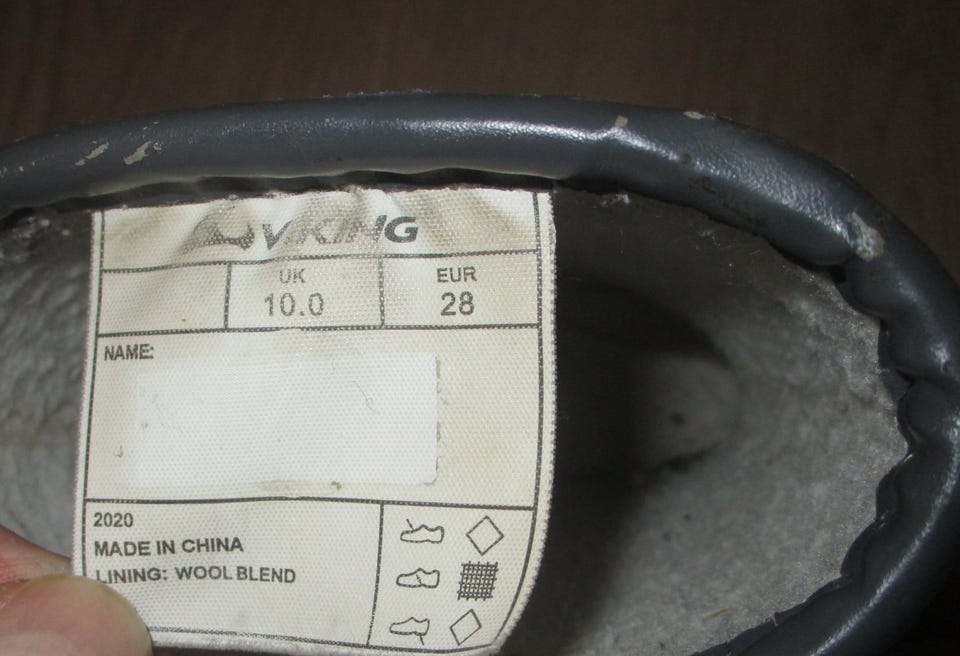 VIKING
UK EUR
10.0 28
NAME:
2020
MADE IN CHINA
LINING: WOOL BLEND